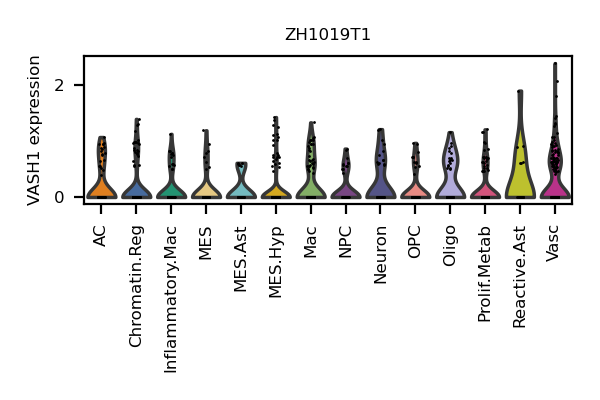 ZH1019T1
VASH1 expression
2
0
AC
Chromatin.Reg
Inflammatory.Mac
MES
MES.Ast
MES.Hyp
Mac
NPC
Neuron
OPC
Oligo
Prolif.Metab
Reactive.Ast
Vasc